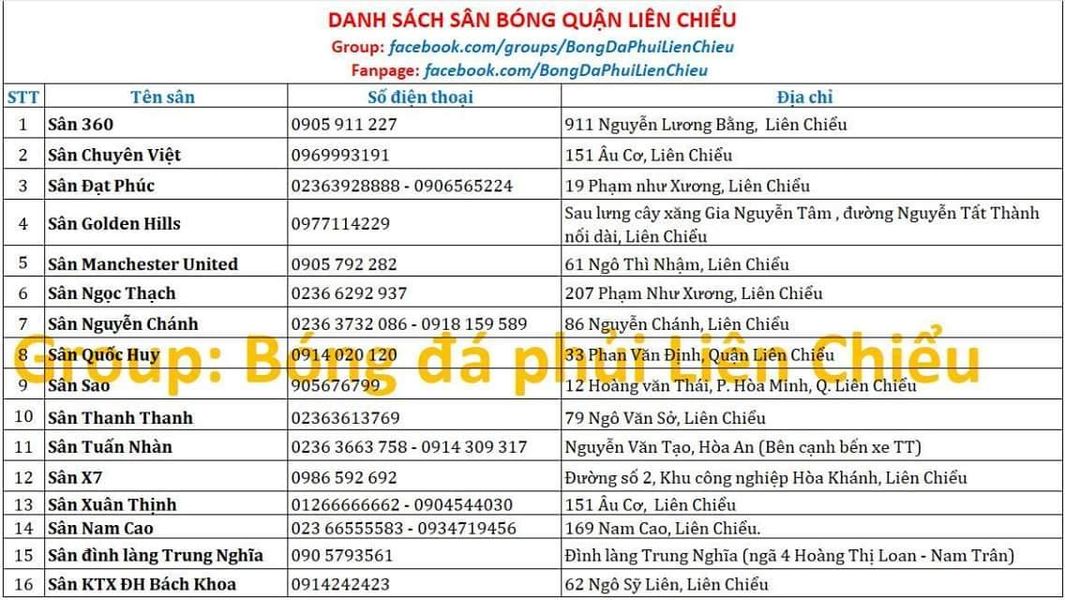 DANH SÁCH SÂN BÓNG QUẬN LIÊN CHIỂU
Group: facebook.com/groups/BongDaPhuiLienChieu
Fanpage: facebook.com/BongDaPhuiLienChieu
STT Tên sân Số điện thoại Địa chỉ
1 Sân 360 0905 911 227 911 Nguyễn Lương Bằng, Liên Chiểu
2 Sân Chuyên Việt 0969993191 151 Âu Cơ, Liên Chiểu
3 Sân Đạt Phúc 02363928888 - 0906565224 19 Phạm như Xương, Liên Chiểu
4 Sân Golden Hills 0977114229 Sau lưng cây xăng Gia Nguyễn Tâm , đường Nguyễn Tất Thành
nối dài, Liên Chiểu
5 Sân Manchester United 0905 792 282 61 Ngô Thì Nhậm, Liên Chiểu
6 Sân Ngọc Thạch 0236 6292 937 207 Phạm Như Xương, Liên Chiểu
7 Sân Nguyễn Chánh 0236 3732 086 - 0918 159 589 86 Nguyễn Chánh, Liên Chiểu
8 Sân Quốc Huy 0914 020 120 33 Phan Văn Định, Quận Liên Chiểu
Group: Bóng đá phủi Liên Chiểu
9 Sân Sao 905676799 12 Hoàng văn Thái, P. Hòa Minh, Q. Liên Chiểu
10 Sân Thanh Thanh 02363613769 79 Ngô Văn Sở, Liên Chiểu
11 Sân Tuấn Nhàn 0236 3663 758 - 0914 309 317 Nguyễn Văn Tạo, Hòa An (Bên cạnh bến xe TT)
12 Sân X7 0986 592 692 Đường số 2, Khu công nghiệp Hòa Khánh, Liên Chiểu
13 Sân Xuân Thịnh 01266666662 - 0904544030 151 Âu Cơ, Liên Chiểu
14 Sân Nam Cao 023 66555583 - 0934719456 169 Nam Cao, Liên Chiểu.
15 Sân đình làng Trung Nghĩa 090 5793561 Đình làng Trung Nghĩa (ngã 4 Hoàng Thị Loan - Nam Trân)
16 Sân KTX ĐH Bách Khoa 0914242423 62 Ngô Sỹ Liên, Liên Chiểu